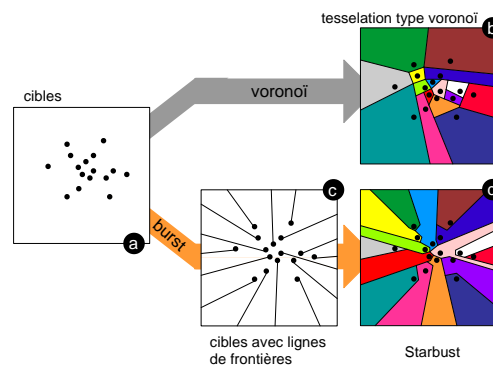 tesselation type voronoï
b
cibles
voronoï
a
burst
c
d
cibles avec lignes
de frontières
Starbust